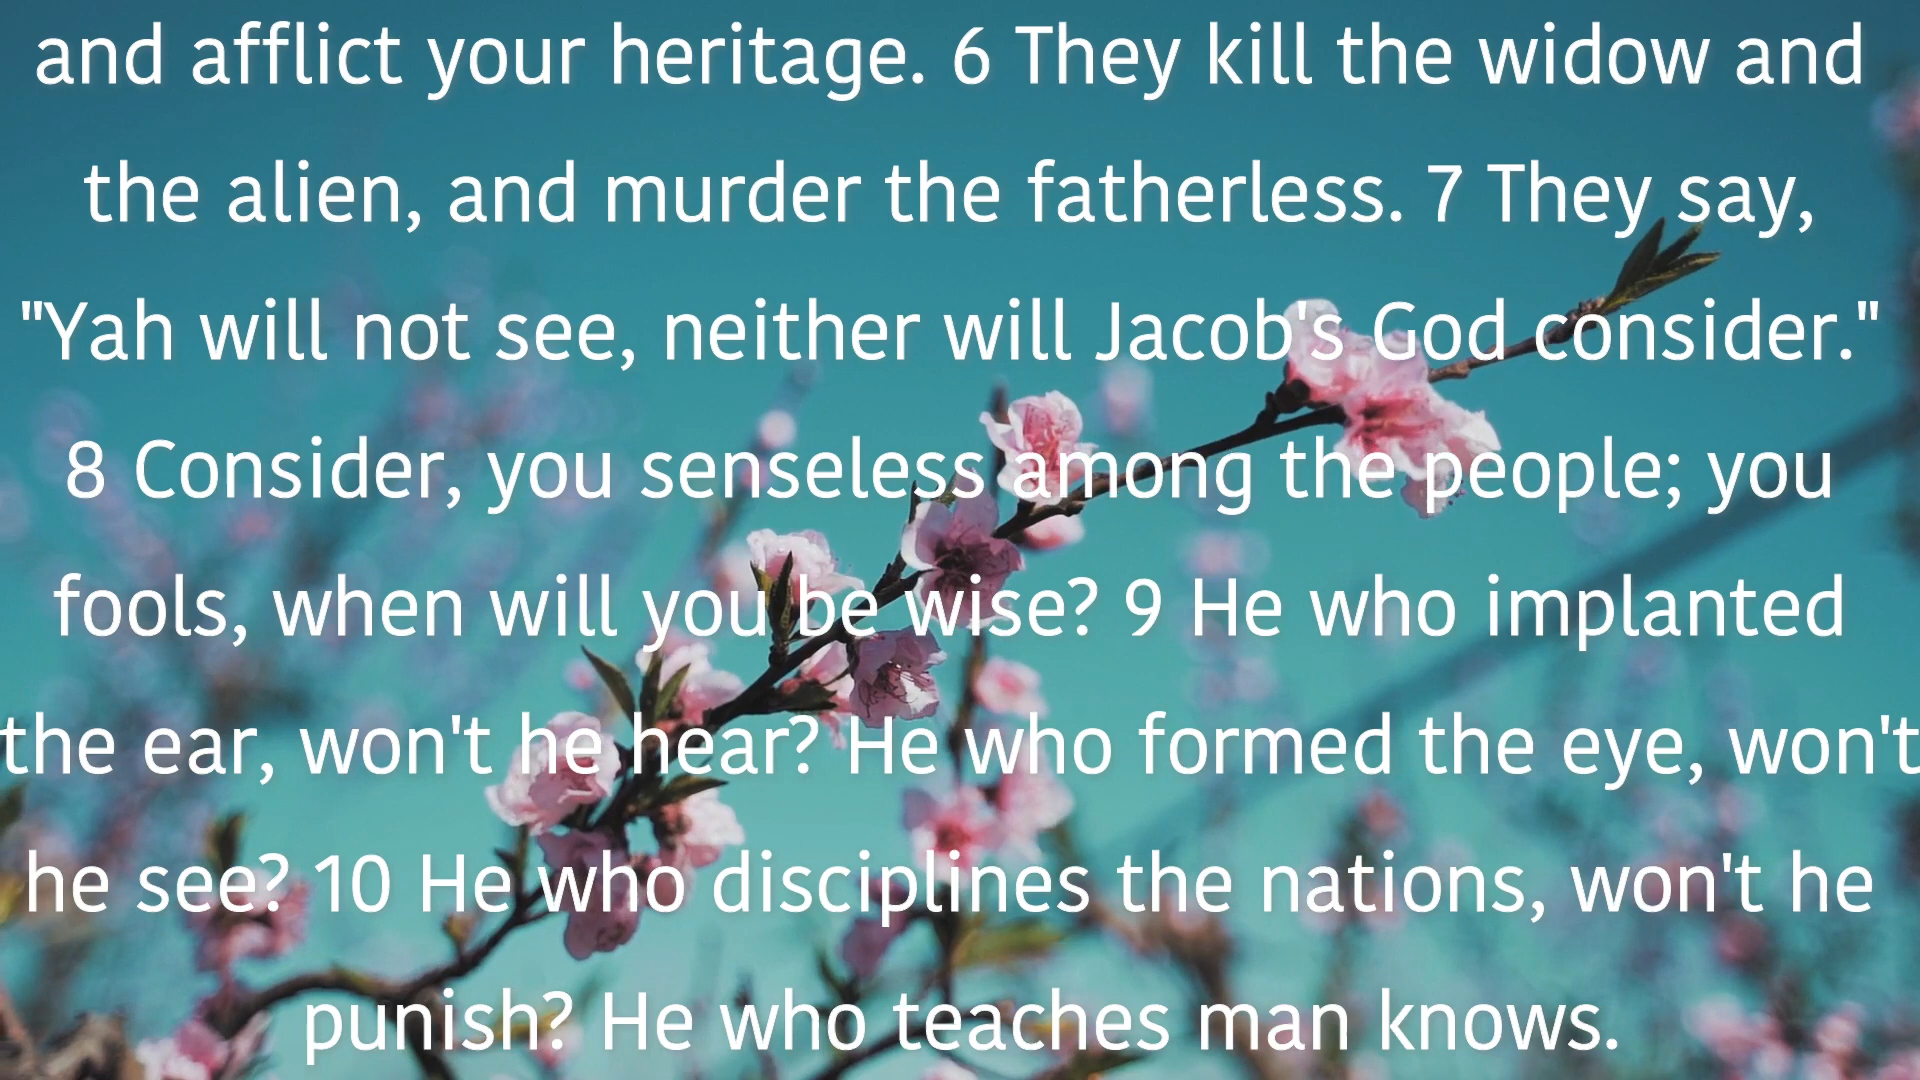 and afflict your heritage. 6 They kill the widow and
the alien, and murder the fatherless. 7 They say,
"Yah will not see, neither will Jacob's God consider."
8 Consider, you senseless among the people; you
fools, when will you be wise? 9 He who implanted
the ear, won't he hear? He who formed the eye, won't
he see? 10 He who disciplines the nations, won't he
punish? He who teaches man knows.